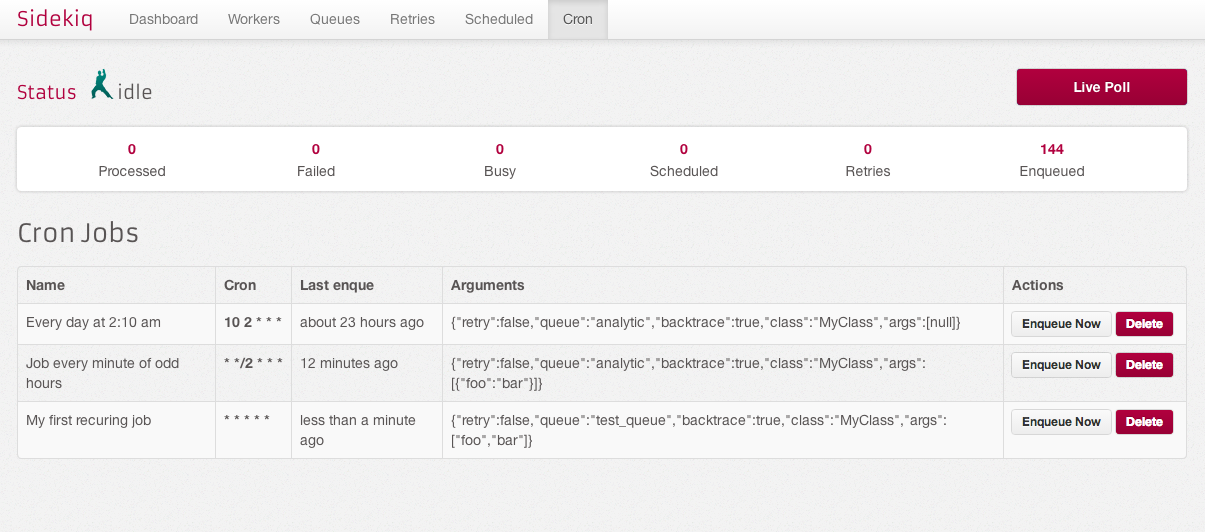 Sidekiq Dashboard Workers Queues Retries Scheduled Cron
Status idle Live Poll
0 0 0 0 0 144
Processed Failed Busy Scheduled Retries Enqueued
Cron Jobs
Name Cron Last enque Arguments Actions
Every day at 2:10 am 10 2 * * * about 23 hours ago {"retry":false,"queue":"analytic","backtrace":true,"class":"MyClass","args":[null]} Enqueue Now Delete
Job every minute of odd * */2 * * * 12 minutes ago {"retry":false,"queue":"analytic","backtrace":true,"class":"MyClass","args": Enqueue Now Delete
hours [{"foo":"bar"}]}
My first recuring job * * * * * less than a minute {"retry":false,"queue":"test_queue","backtrace":true,"class":"MyClass","args": Enqueue Now Delete
ago ["foo","bar"]}